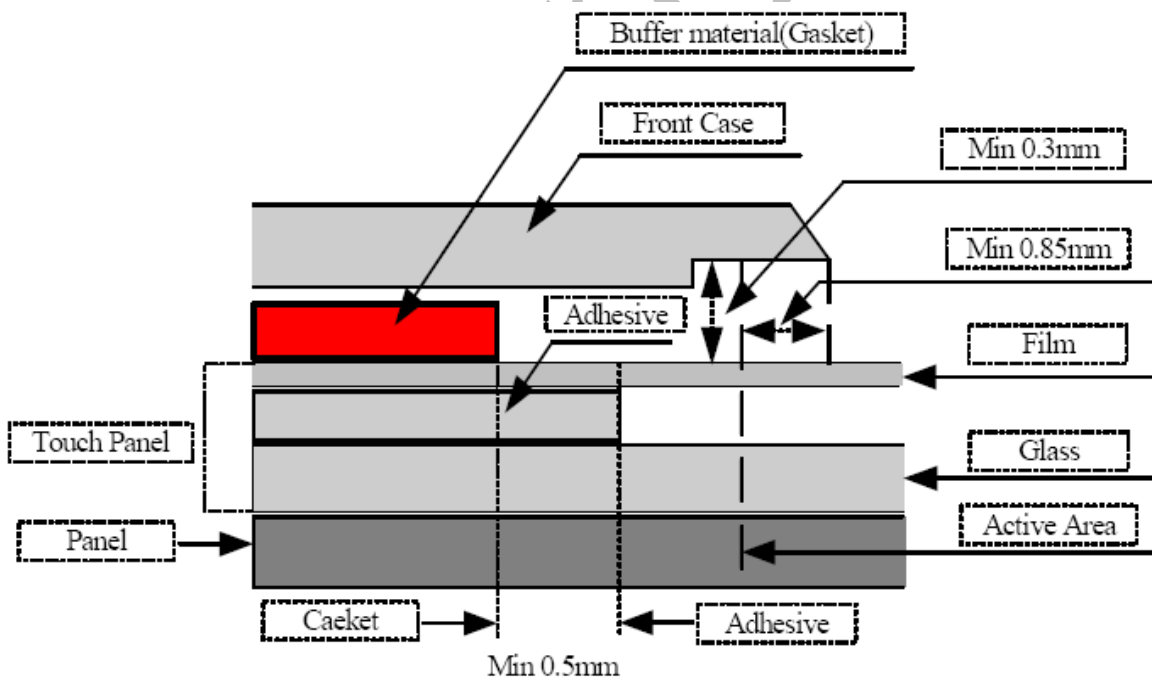 Buffer material(Gasket)
Front Case
Min 0.3mm
Min 0.85mm
Adhesive
Film
Touch Panel
Glass
Panel
Active Area
Caeket
Adhesive
Min 0.5mm